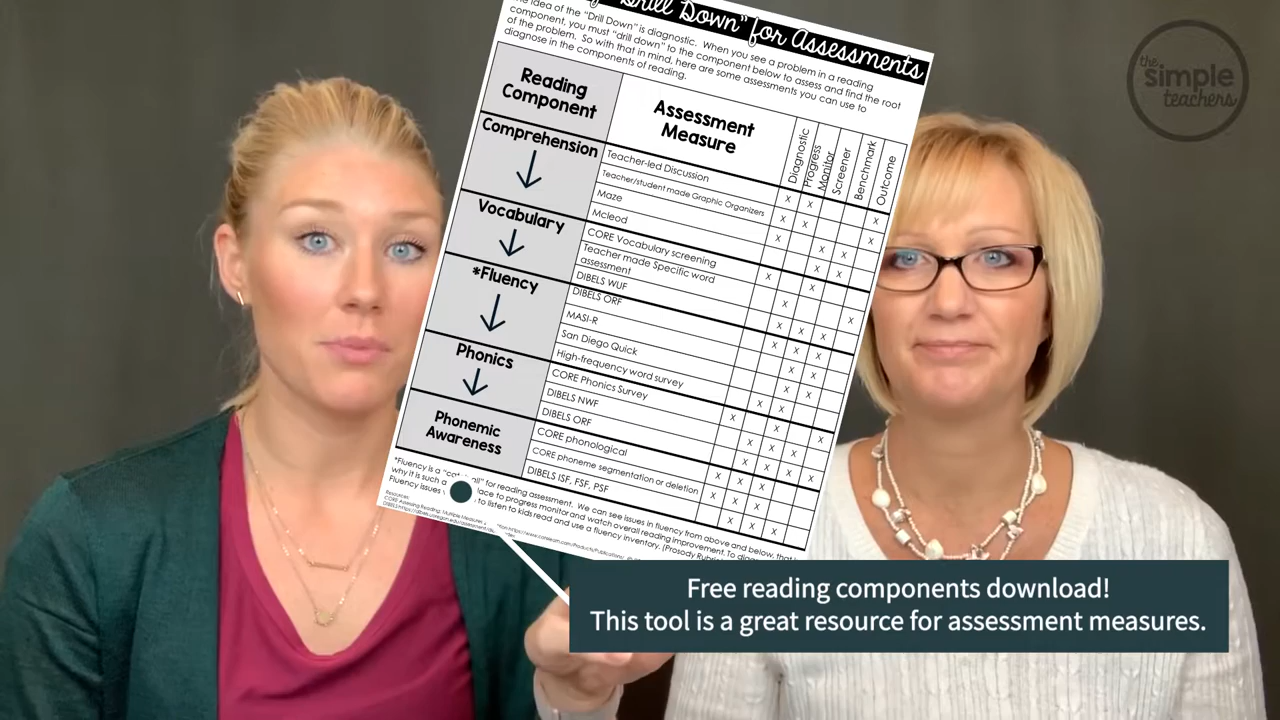 "Drill Down" for Assessments
the
simple
teachers
idea of the "Drill Down" is diagnostic. When you see a problem in a reading
component, you must "drill down" to the component below to assess and find the root
of the problem. So with that in mind, here are some assessments you can use to
diagnose in the components of reading.
Reading
Component
Assessment
Measure
Diagnostic
Progress
Monitor
Screener
Benchmark
Outcome
Comprehension
Teacher-led Discussion
Teacher/student made Graphic Organizers
Maze
Mcleod
Vocabulary
CORE Vocabulary screening
Teacher made Specific word
assessment
DIBELS WUF
*Fluency
DIBELS ORF
MASI-R
San Diego Quick
High-frequency word survey
Phonics
CORE Phonics Survey
DIBELS NWF
DIBELS ORF
Phonemic
Awareness
CORE phonological
CORE phoneme segmentation or deletion
DIBELS ISF, FSF, PSF
*Fluency is a for reading assessment. We can see issues in fluency from above and below, that
why it is such a place to progress monitor and watch overall reading improvement. To
Fluency issues to listen to kids read and use a fluency inventory. (Prosody
Resources:
CORE Assessing Reading: Multiple Measures
Free reading components download!
This tool is a great resource for assessment measures.